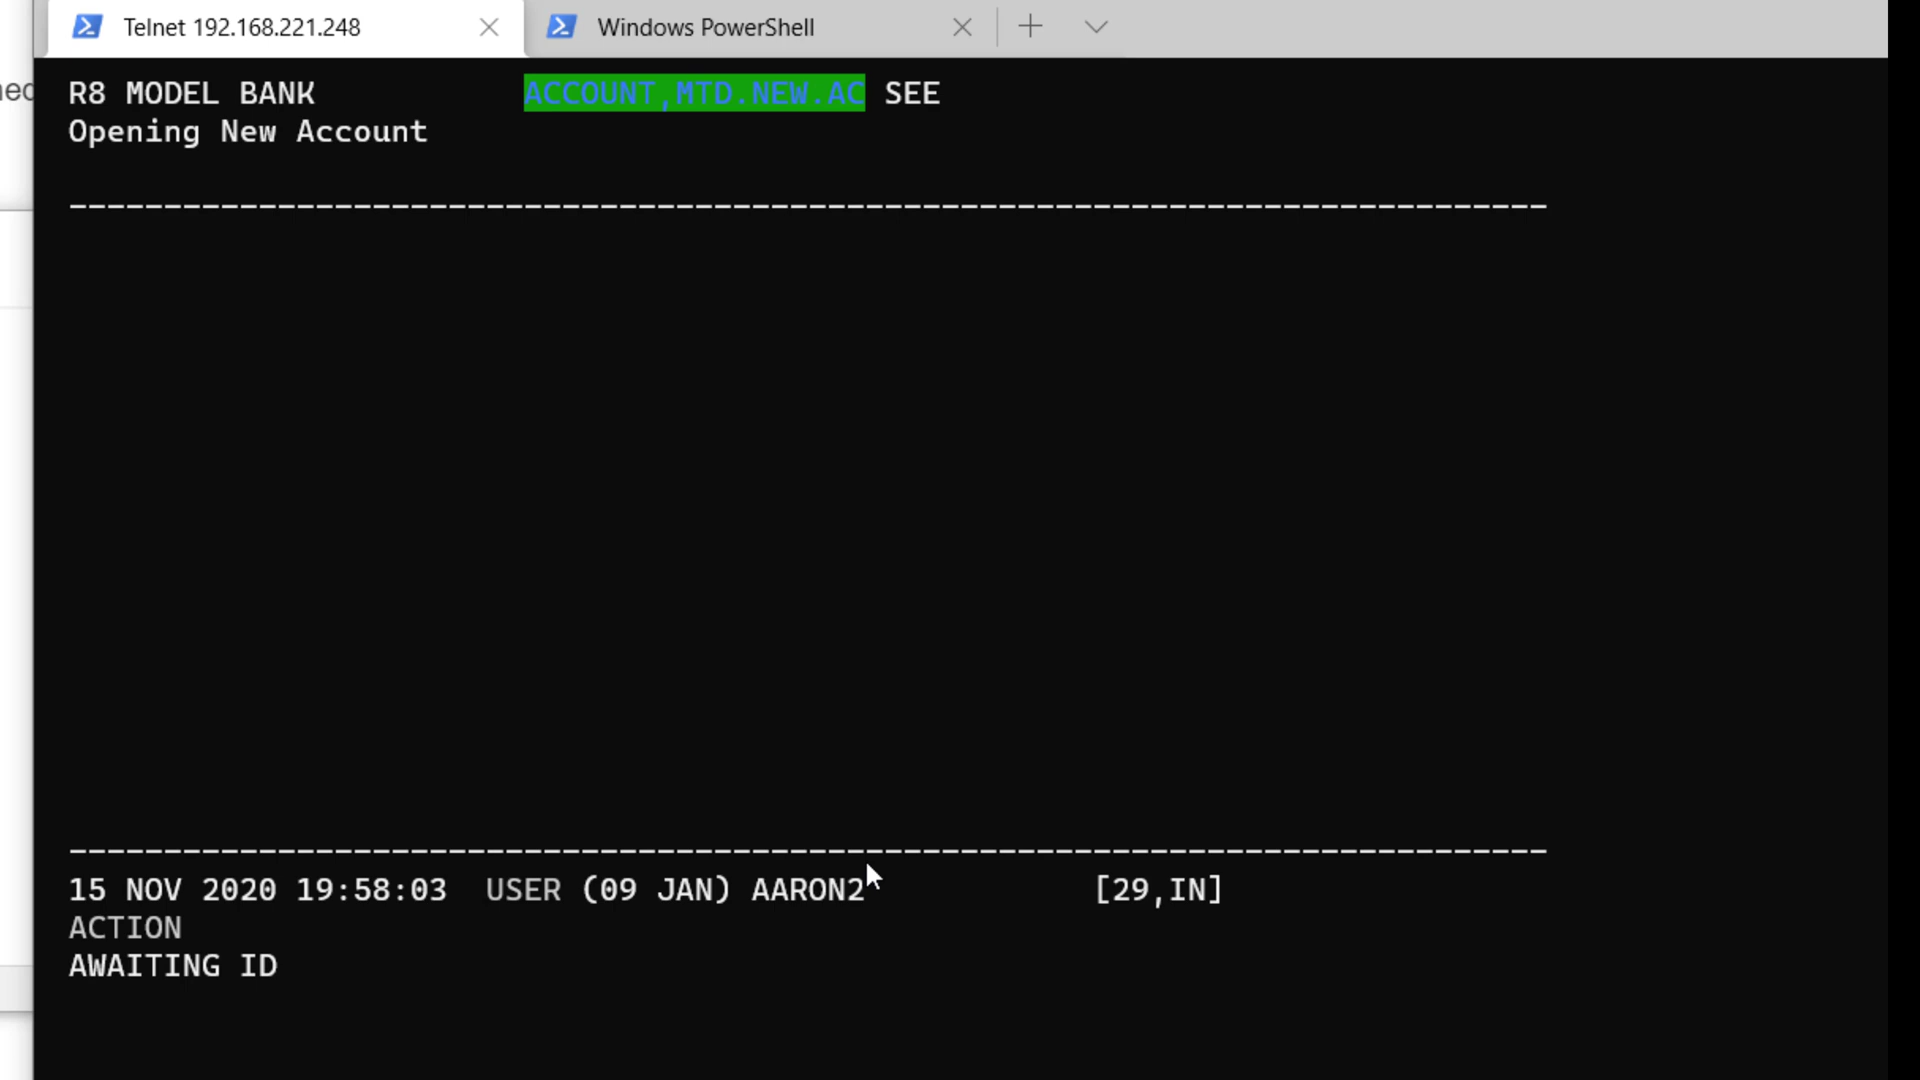 Telnet 192.168.221.248 Windows PowerShell
R8 MODEL BANK ACCOUNT,MTD.NEW.AC SEE
Opening New Account
--------------------------------------------------------------------------------
--------------------------------------------------------------------------------
15 NOV 2020 19:58:03 USER (09 JAN) AARON2 [29,IN]
ACTION
AWAITING ID